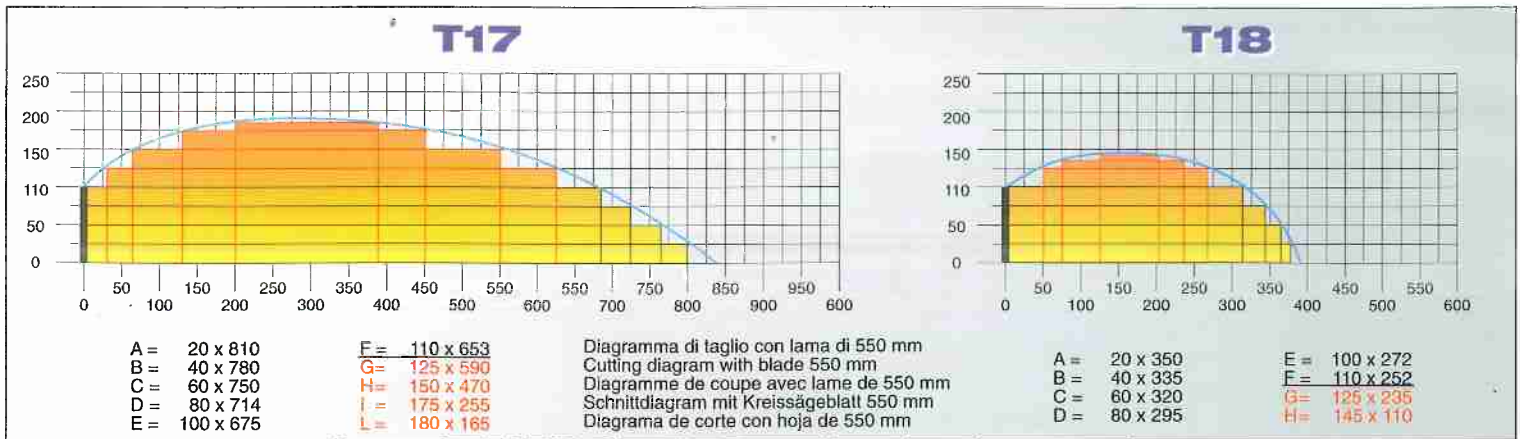 T17
250
200
150
110
50
0
50 150 250 350 450 550 550 750 850 950
0 100 200 300 400 500 600 700 800 900 600
A = 20 x 810
B = 40 x 780
C = 60 x 750
D = 80 x 714
E = 100 x 675
F = 110 x 653
G= 125 x 590
H= 150 x 470
I = 175 x 255
L = 180 x 165
Diagramma di taglio con lama di 550 mm
Cutting diagram with blade 550 mm
Diagramme de coupe avec lame de 550 mm
Schnittdiagram mit Kreissägeblatt 550 mm
Diagrama de corte con hoja de 550 mm
T18
250
200
150
110
50
0
50 150 250 350 450 550
0 100 200 300 400 500 600
A = 20 x 350
B = 40 x 335
C = 60 x 320
D = 80 x 295
E = 100 x 272
F = 110 x 252
G= 125 x 235
H= 145 x 110